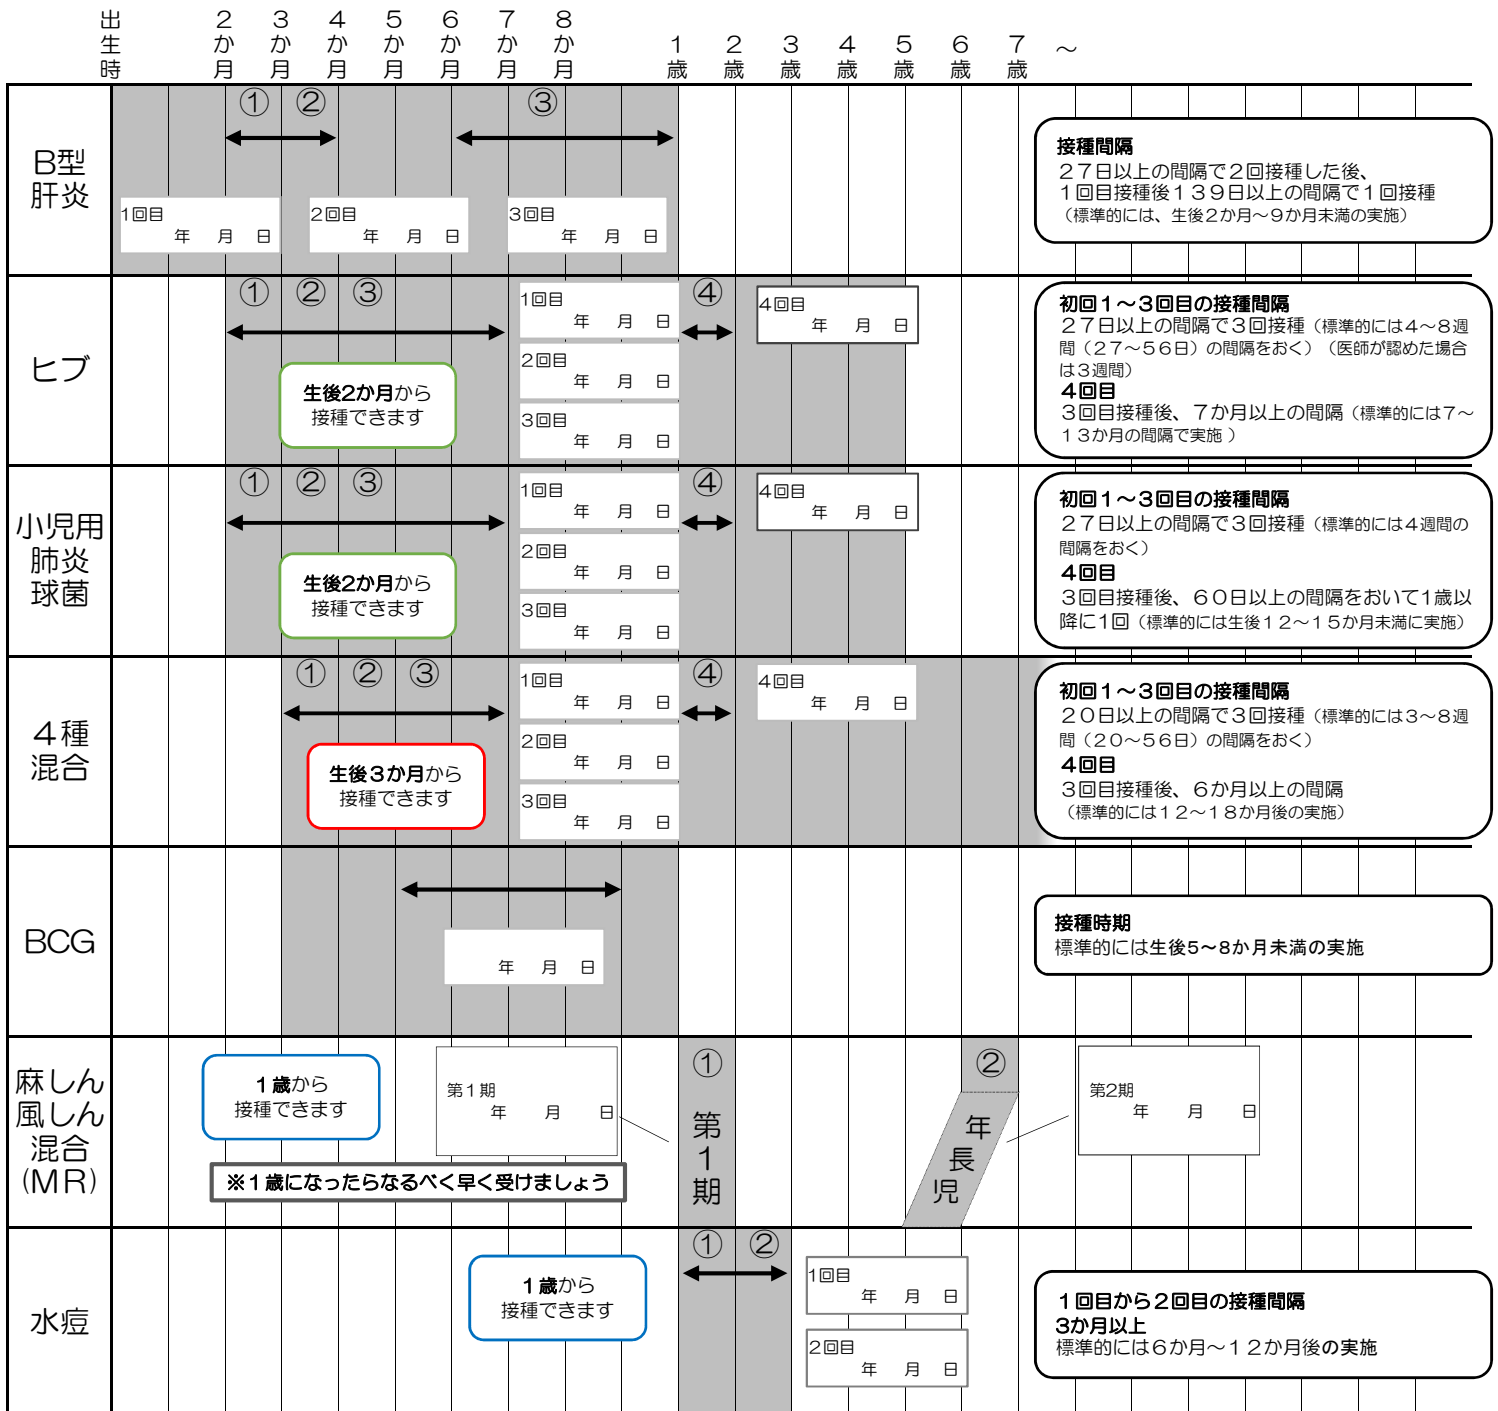 出生時
2か月
3か月
4か月
5か月
6か月
7か月
8か月
1歳
2歳
3歳
4歳
5歳
6歳
7歳
～
B型
肝炎
①
②
③
1回目
年 月 日
2回目
年 月 日
3回目
年 月 日
接種間隔
２７日以上の間隔で２回接種した後、
１回目接種後１３９日以上の間隔で１回接種
（標準的には、生後２か月～９か月未満の実施）
ヒブ
①
②
③
④
生後2か月から
接種できます
1回目
年 月 日
2回目
年 月 日
3回目
年 月 日
4回目
年 月 日
初回１～３回目の接種間隔
２７日以上の間隔で３回接種（標準的には４～８週
間（２７～５６日）の間隔をおく）（医師が認めた場合
は３週間）
４回目
３回目接種後、７か月以上の間隔（標準的には７～
１３か月の間隔で実施 ）
小児用
肺炎
球菌
①
②
③
④
生後2か月から
接種できます
1回目
年 月 日
2回目
年 月 日
3回目
年 月 日
4回目
年 月 日
初回１～３回目の接種間隔
２７日以上の間隔で３回接種（標準的には４週間の
間隔をおく）
４回目
３回目接種後、６０日以上の間隔をおいて1歳以
降に1回（標準的には生後１２～１５か月未満に実施）
４種
混合
①
②
③
④
生後３か月から
接種できます
1回目
年 月 日
2回目
年 月 日
3回目
年 月 日
4回目
年 月 日
初回１～３回目の接種間隔
２０日以上の間隔で３回接種（標準的には３～８週
間（２０～５６日）の間隔をおく）
４回目
３回目接種後、６か月以上の間隔
（標準的には１２～１８か月後の実施）
BCG
年 月 日
接種時期
標準的には生後5～8か月未満の実施
麻しん
風しん
混合
(ＭＲ)
１歳から
接種できます
第１期
年 月 日
※１歳になったらなるべく早く受けましょう
①
第1期
②
年長児
第2期
年 月 日
水痘
１歳から
接種できます
①
②
1回目
年 月 日
2回目
年 月 日
１回目から２回目の接種間隔
3か月以上
標準的には６か月～１２か月後の実施